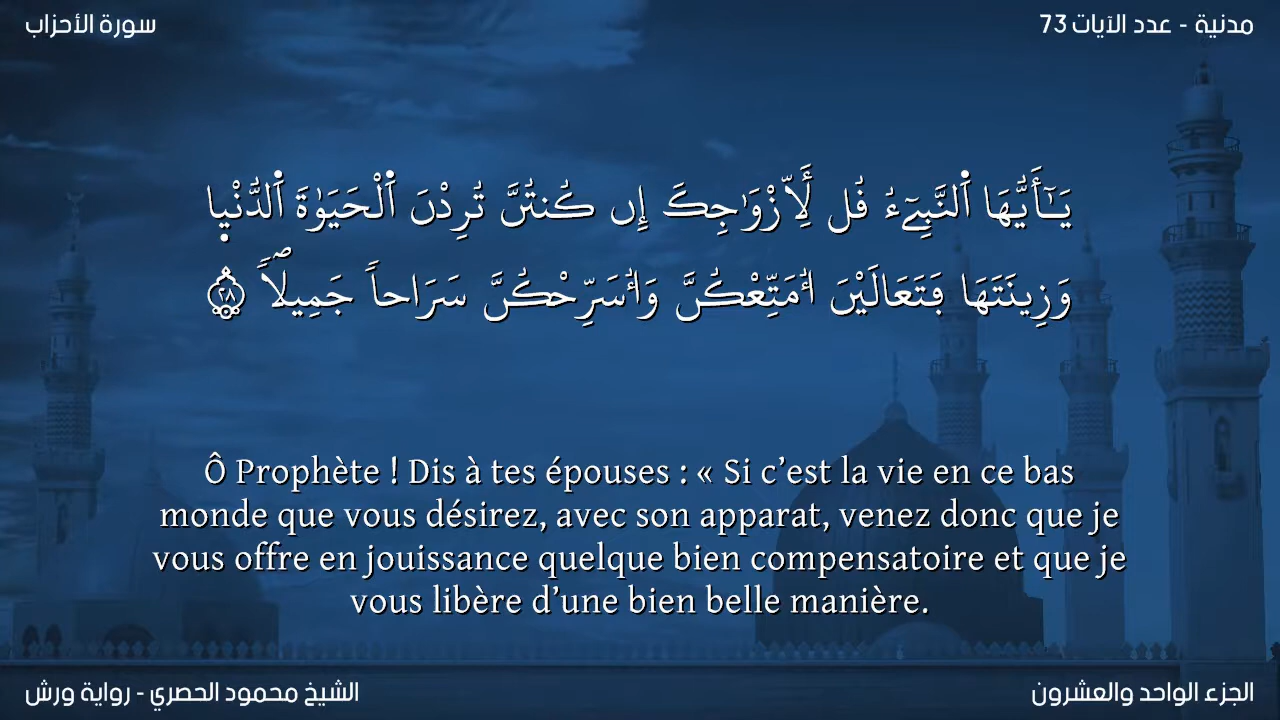 مدنية - عدد الآيات 73
سورة الأحزاب
يَـٰٓأَيُّهَا اَ۬لنَّبِيٓءُ قُل لِّأَزْوَٰجِكَ إِن كُنتُنَّ تُرِدْنَ اَ۬لْحَيَوٰةَ اَ۬لدُّنْي۪ا
وَزِينَتَهَا فَتَعَالَيْنَ أُمَتِّعْكُنَّ وَأُسَرِّحْكُنَّ سَرَاحاٗ جَمِيلاٗۖ ٢٨
Ô Prophète ! Dis à tes épouses : « Si c’est la vie en ce bas
monde que vous désirez, avec son apparat, venez donc que je
vous offre en jouissance quelque bien compensatoire et que je
vous libère d’une bien belle manière.
الجزء الواحد والعشرون
الشيخ محمود الحصري - رواية ورش